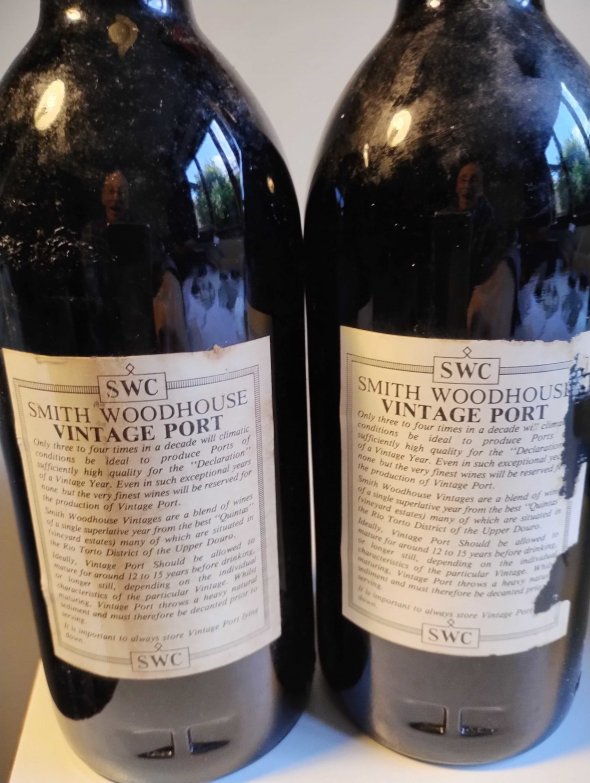 SWC
SMITH WOODHOUSE
VINTAGE PORT
Only three to four times in a decade will climatic
conditions be ideal to produce Ports of
sufficiently high quality for the "Declaration"
of a Vintage Year. Even in such exceptional years
none but the very finest wines will be reserved for
the production of Vintage Port.
Smith Woodhouse Vintages are a blend of wines
of a single superlative year from the best "Quintas"
(vineyard estates) many of which are situated in
the Rio Torto District of the Upper Douro.
Ideally, Vintage Port Should be allowed to
mature for around 12 to 15 years before drinking,
or longer still, depending on the individual
characteristics of the particular Vintage. Whilst
maturing, Vintage Port throws a heavy natural
sediment and must therefore be decanted prior to
serving.
It is important to always store Vintage Port lying
down.
SWC
SWC
SMITH WOODHOUSE
VINTAGE PORT
Only three to four times in a decade will climatic
conditions be ideal to produce Ports
sufficiently high quality for the "Declaration
of a Vintage Year. Even in such exceptional years
none but the very finest wines will be reserved
the production of Vintage Port.
Smith Woodhouse Vintages are a blend of wines
of a single superlative year from the best "Quintas"
(vineyard estates) many of which are situated
the Rio Torto District of the Upper Douro.
Ideally, Vintage Port Should be allowed to
mature for around 12 to 15 years before drinking,
or longer still, depending on the
characteristics of the particular Vintage.
maturing, Vintage Port throws a heavy
sediment and must therefore be decanted
serving.
It is important to always store Vintage Port
down.
SWC